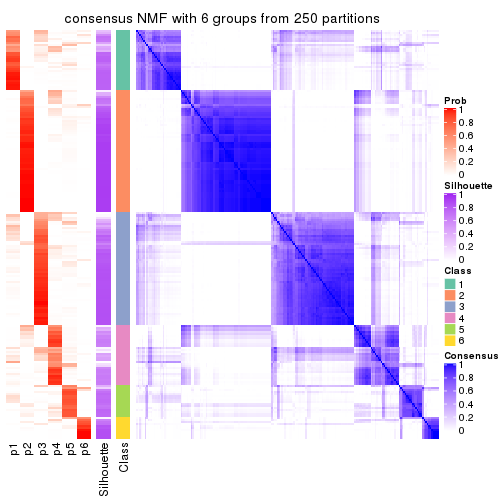 consensus NMF with 6 groups from 250 partitions
p1
p2
p3
p4
p5
p6
Silhouette
Class
Prob
1
0.8
0.6
0.4
0.2
0
Silhouette
1
0.8
0.6
0.4
0.2
0
Class
1
2
3
4
5
6
Consensus
1
0.8
0.6
0.4
0.2
0